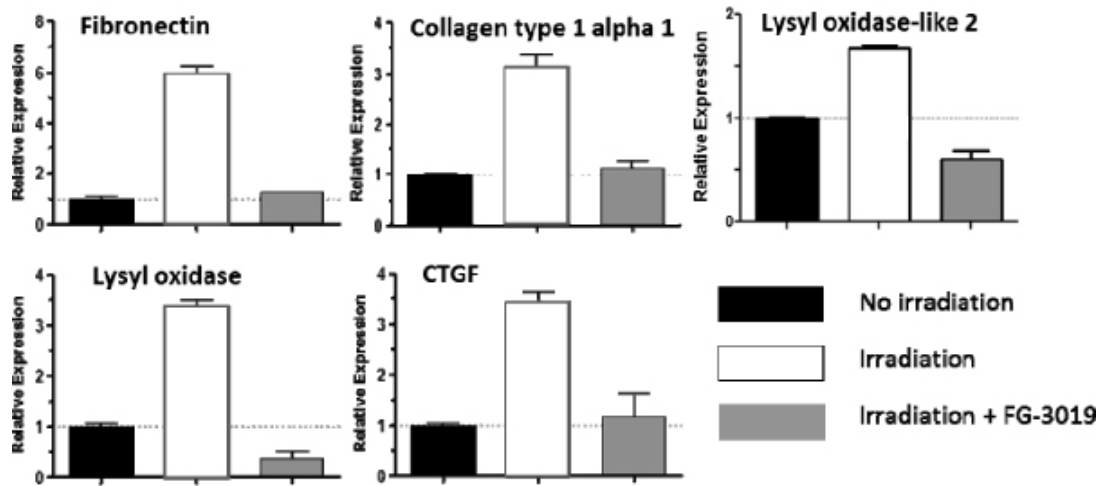 Fibronectin
Relative Expression
8
6
4
2
0
Collagen type 1 alpha 1
Relative Expression
4
3
2
1
0
Lysyl oxidase-like 2
Relative Expression
2
1
0
Lysyl oxidase
Relative Expression
4
3
2
1
0
CTGF
Relative Expression
4
3
2
1
0
No irradiation
Irradiation
Irradiation + FG-3019